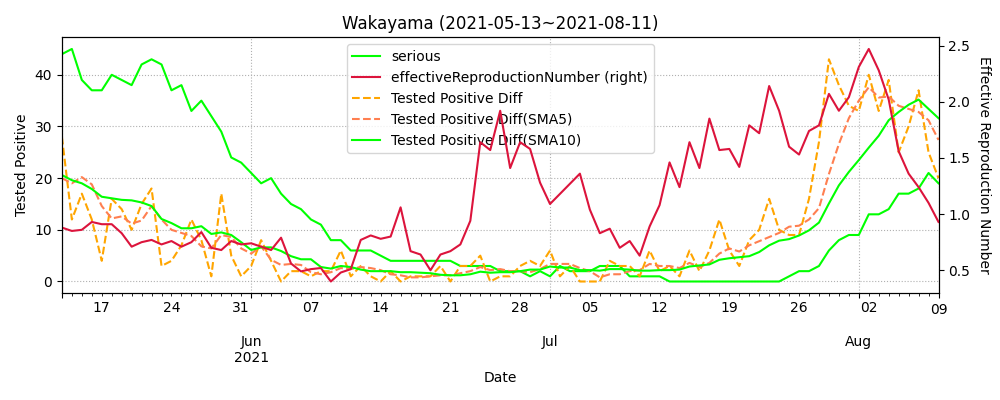 Wakayama (2021-05-13~2021-08-11)
serious
effectiveReproductionNumber (right)
Tested Positive Diff
Tested Positive Diff(SMA5)
Tested Positive Diff(SMA10)
Tested Positive
40
30
20
10
0
2.5
2.0
1.5
1.0
0.5
Effective Reproduction Number
17 24 31 07 14 21 28 05 12 19 26 02 09
Jun Jul Aug
2021
Date